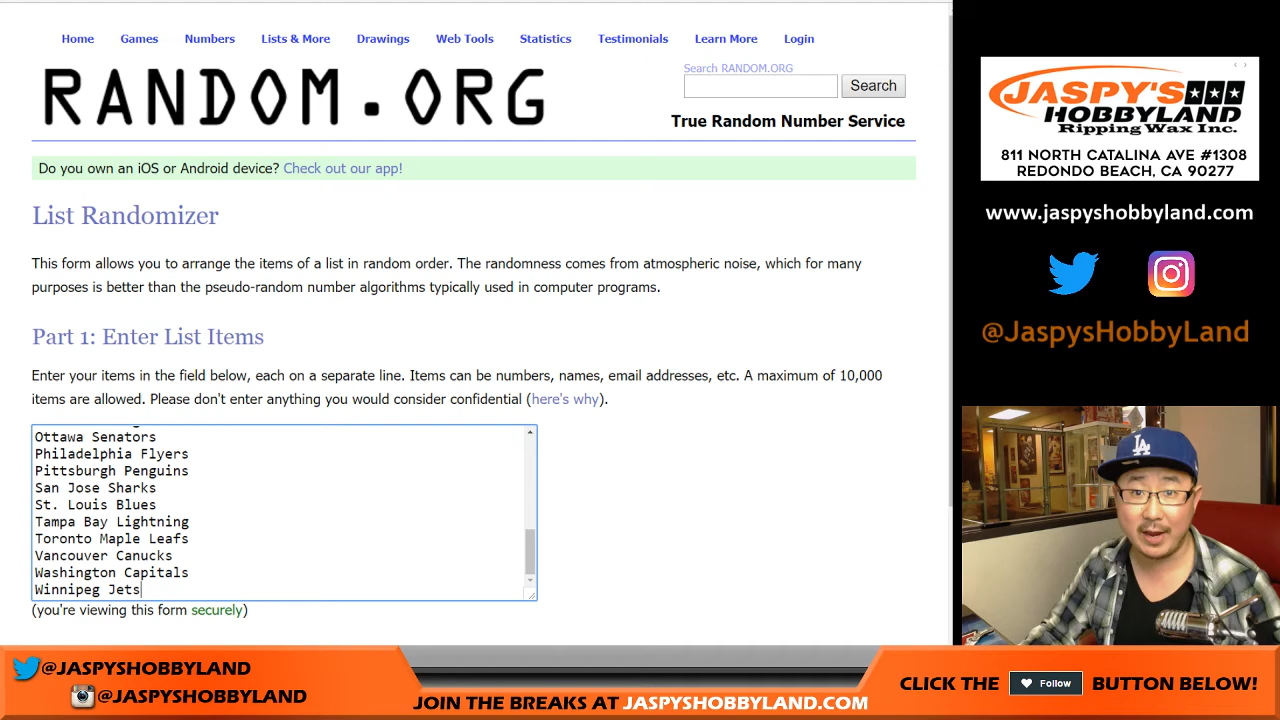 Home Games Numbers Lists & More Drawings Web Tools Statistics Testimonials Learn More Login
RANDOM.ORG
Search RANDOM.ORG
Search
True Random Number Service
Do you own an iOS or Android device? Check out our app!
List Randomizer
This form allows you to arrange the items of a list in random order. The randomness comes from atmospheric noise, which for many
purposes is better than the pseudo-random number algorithms typically used in computer programs.
Part 1: Enter List Items
Enter your items in the field below, each on a separate line. Items can be numbers, names, email addresses, etc. A maximum of 10,000
items are allowed. Please don't enter anything you would consider confidential (here's why).
Ottawa Senators
Philadelphia Flyers
Pittsburgh Penguins
San Jose Sharks
St. Louis Blues
Tampa Bay Lightning
Toronto Maple Leafs
Vancouver Canucks
Washington Capitals
Winnipeg Jets
(you're viewing this form securely)
JASPY'S
HOBBYLAND
Ripping Wax Inc.
811 NORTH CATALINA AVE #1308
REDONDO BEACH, CA 90277
www.jaspyshobbyland.com
@JaspysHobbyLand
LA
@JASPYSHOBBYLAND
@JASPYSHOBBYLAND
JOIN THE BREAKS AT JASPYSHOBBYLAND.COM
CLICK THE Follow BUTTON BELOW!